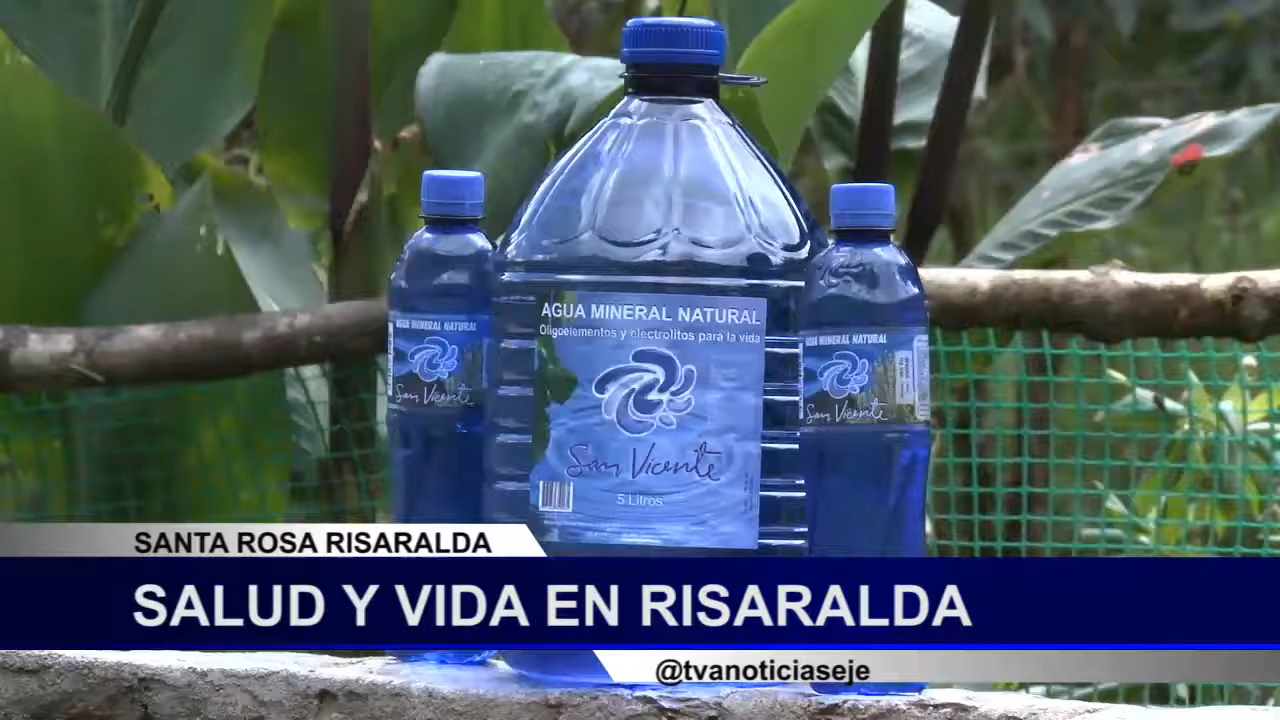 AGUA MINERAL NATURAL
Oligoelementos y electrolitos para la vida
San Vicente
5 Litros
AGUA MINERAL NATURAL
San Vicente
AGUA MINERAL NATURAL
San Vicente
SANTA ROSA RISARALDA
SALUD Y VIDA EN RISARALDA
@tvanoticiaseje